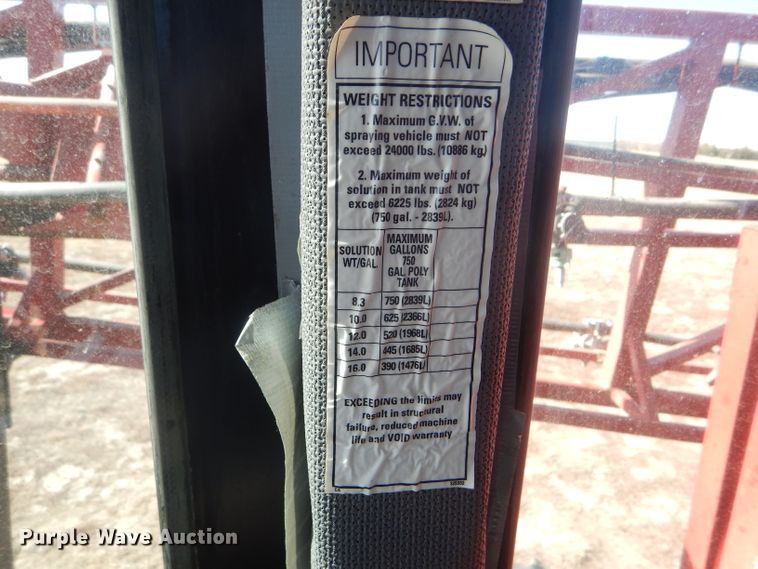 IMPORTANT
WEIGHT RESTRICTIONS
1. Maximum G.V.W. of
spraying vehicle must NOT
exceed 24000 lbs. (10886 kg)
2. Maximum weight of
solution in tank must NOT
exceed 6225 lbs. (2824 kg)
(750 gal. - 2839L).
SOLUTION WT/GAL.
MAXIMUM GALLONS 750 GAL. POLY TANK
8.3 750 (2839L)
10.0 625 (2366L)
12.0 520 (1968L)
14.0 445 (1685L)
16.0 390 (1476L)
EXCEEDING the limits may
result in structural
failure, reduced machine
life and VOID warranty
Purple Wave Auction